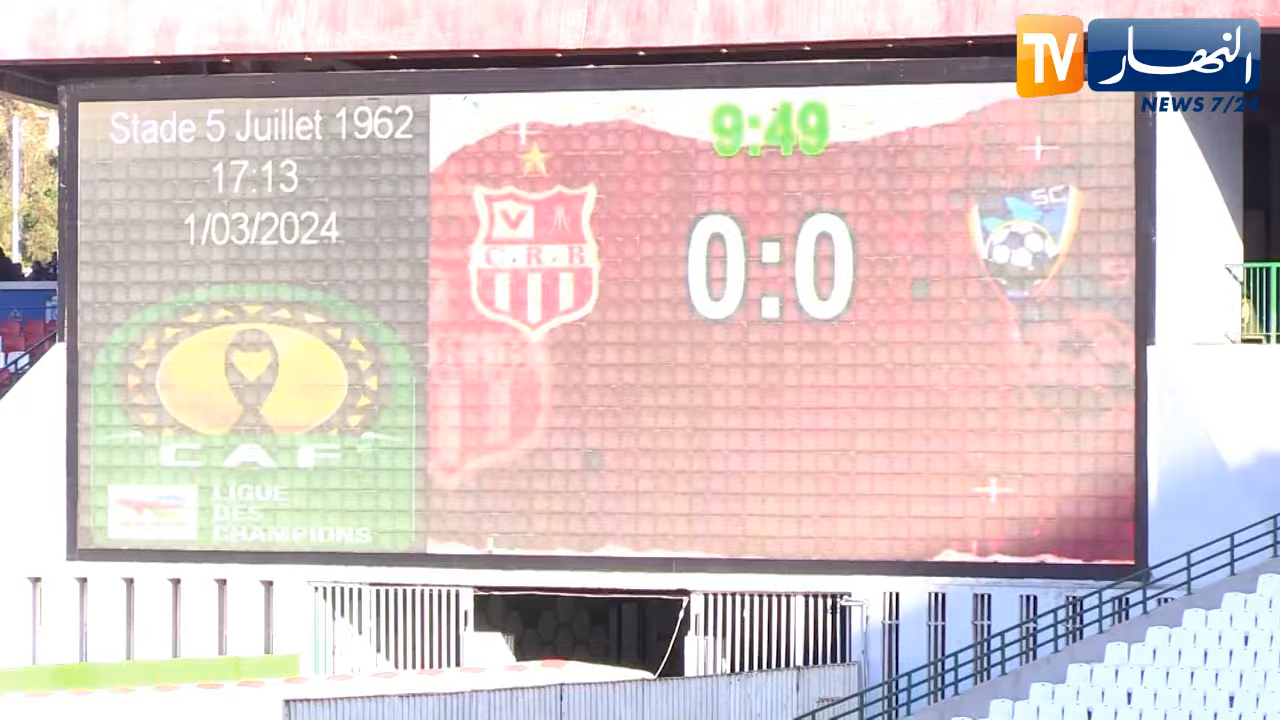 Stade 5 Juillet 1962
17:13
1/03/2024
CAF
LIGUE
DES
CHAMPIONS
9:49
0:0
C.R.B
SC
TV النهار
NEWS 7/24